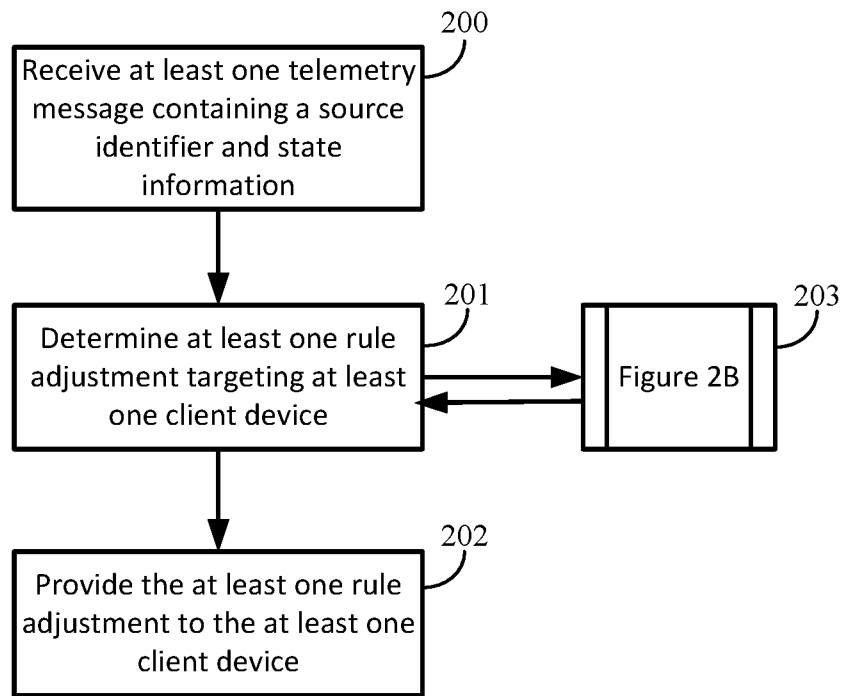 200
Receive at least one telemetry
message containing a source
identifier and state
information
201
Determine at least one rule
adjustment targeting at least
one client device
203
Figure 2B
202
Provide the at least one rule
adjustment to the at least one
client device